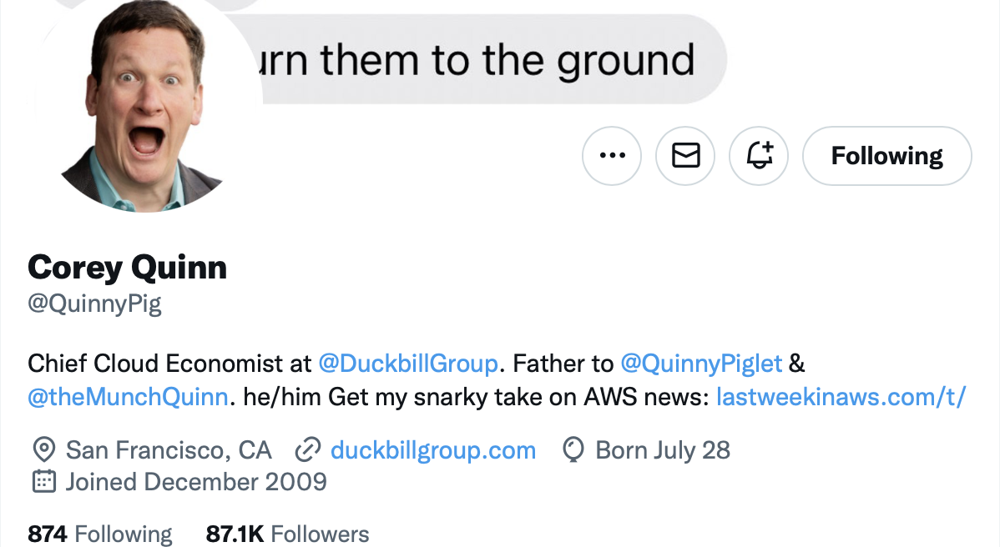 them to the ground
Following
Corey Quinn
@QuinnyPig
Chief Cloud Economist at @DuckbillGroup. Father to @QuinnyPiglet &
@theMunchQuinn. he/him Get my snarky take on AWS news: lastweekinaws.com/t/
San Francisco, CA duckbillgroup.com Born July 28
Joined December 2009
874 Following 87.1K Followers